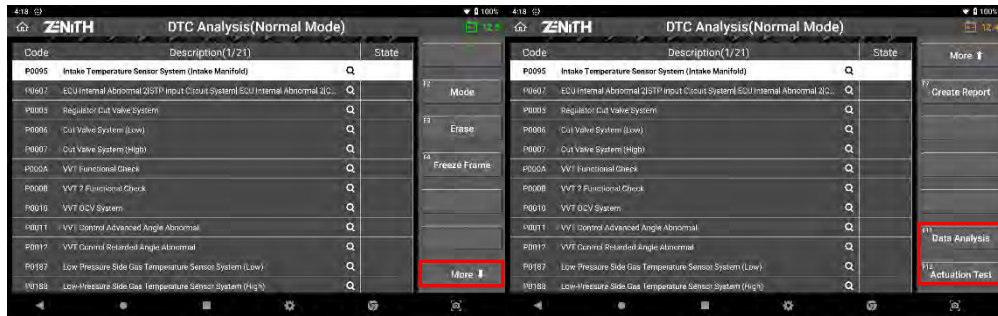 4:18
100%
ZENITH
DTC Analysis(Normal Mode)
12.5
Code Description(1/21) State
P0095 Intake Temperature Sensor System (Intake Manifold)
P0607 ECU Internal Abnormal 2|STP Input Circuit System| ECU Internal Abnormal 2|C...
P0005 Regulator Cut Valve System
P0006 Cut Valve System (Low)
P0007 Cut Valve System (High)
P000A VVT Functional Check
P000B VVT 2 Functional Check
P0010 VVT OCV System
P0011 VVT Control Advanced Angle Abnormal
P0012 VVT Control Retarded Angle Abnormal
P0187 Low Pressure Side Gas Temperature Sensor System (Low)
P0188 Low-Pressure Side Gas Temperature Sensor System (High)
F2 Mode
F3 Erase
F4 Freeze Frame
More
4:18
100%
ZENITH
DTC Analysis(Normal Mode)
12.4
Code Description(1/21) State
P0095 Intake Temperature Sensor System (Intake Manifold)
P0607 ECU Internal Abnormal 2|STP Input Circuit System| ECU Internal Abnormal 2|C...
P0005 Regulator Cut Valve System
P0006 Cut Valve System (Low)
P0007 Cut Valve System (High)
P000A VVT Functional Check
P000B VVT 2 Functional Check
P0010 VVT OCV System
P0011 VVT Control Advanced Angle Abnormal
P0012 VVT Control Retarded Angle Abnormal
P0187 Low Pressure Side Gas Temperature Sensor System (Low)
P0188 Low-Pressure Side Gas Temperature Sensor System (High)
More
F7 Create Report
F11 Data Analysis
F12 Actuation Test